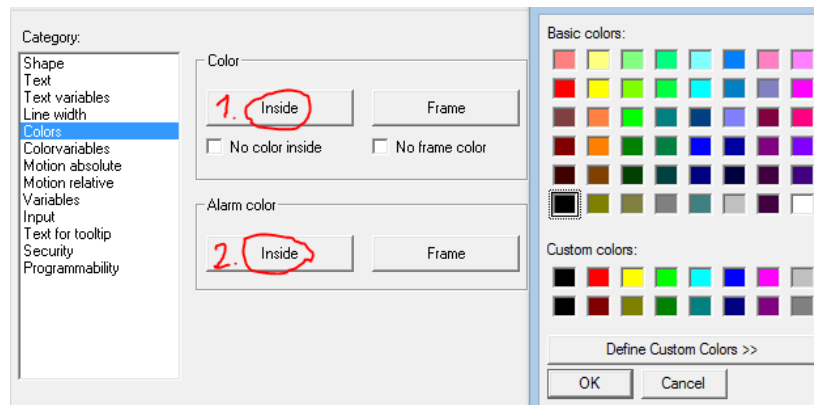 Category:
Shape
Text
Text variables
Line width
Colors
Colorvariables
Motion absolute
Motion relative
Variables
Input
Text for tooltip
Security
Programmability
Color
1. Inside
Frame
No color inside
No frame color
Alarm color
2. Inside
Frame
Basic colors:
Custom colors:
Define Custom Colors >>
OK
Cancel